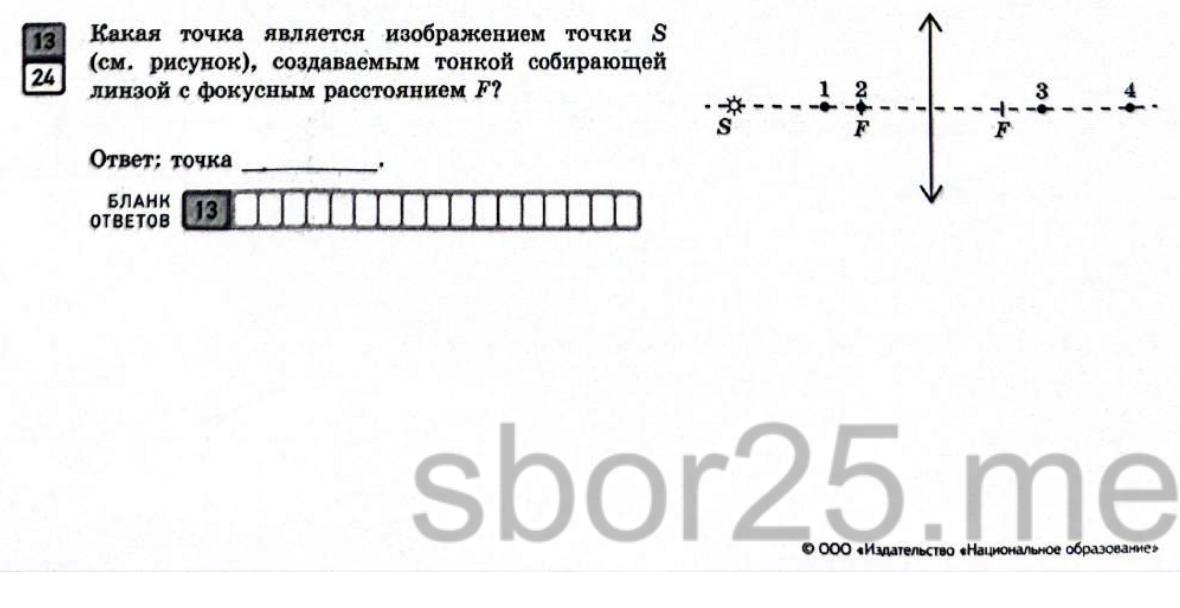 13
24
Какая точка является изображением точки S
(см. рисунок), создаваемым тонкой собирающей
линзой с фокусным расстоянием F?
Ответ: точка ____________.
БЛАНК
ОТВЕТОВ 13
1 2 3 4
S F F
sbor25.me
© ООО «Издательство «Национальное образование»